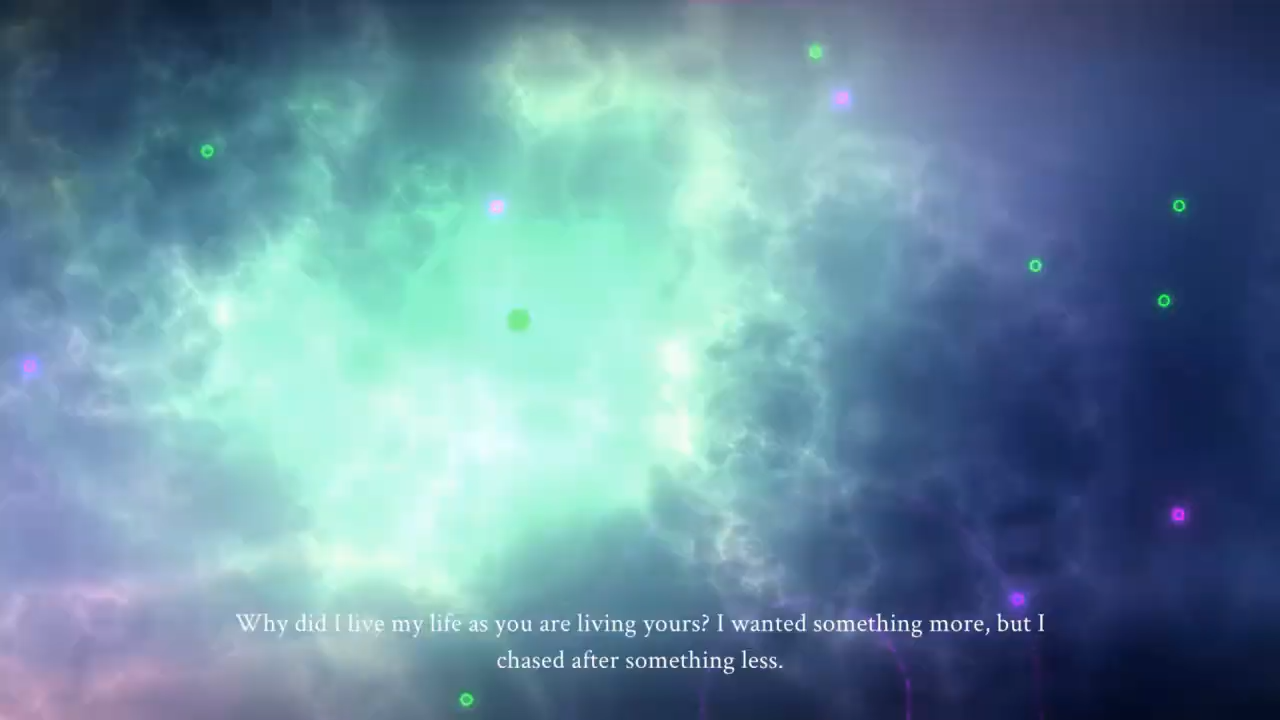 Why did I live my life as you are living yours? I wanted something more, but I
chased after something less.